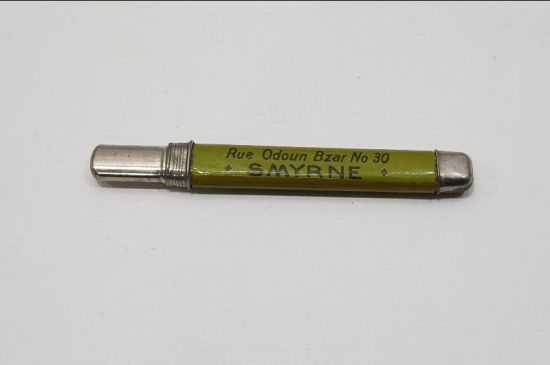 Rue Odoun Bzar No 30
SMYRNE